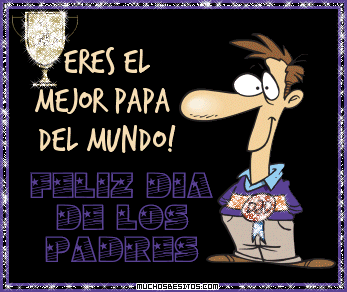 ERES EL
MEJOR PAPA
DEL MUNDO!
FELIZ DIA
DE LOS
PADRES
MUCHOSBESITOS.COM